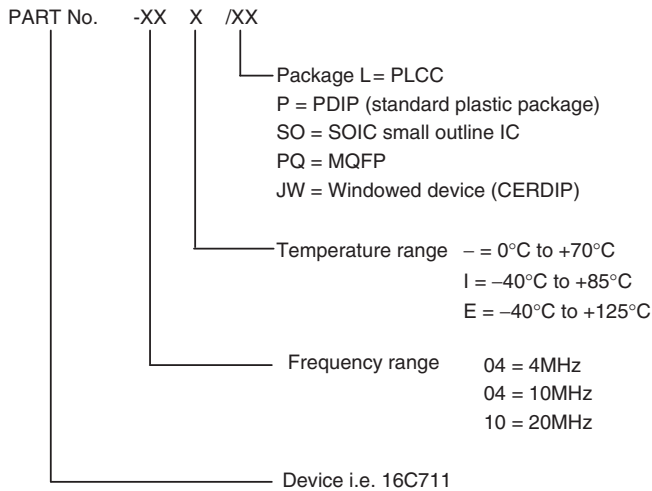 PART No. -XX X /XX
Package L= PLCC
P = PDIP (standard plastic package)
SO = SOIC small outline IC
PQ = MQFP
JW = Windowed device (CERDIP)
Temperature range – = 0°C to +70°C
I = –40°C to +85°C
E = –40°C to +125°C
Frequency range 04 = 4MHz
04 = 10MHz
10 = 20MHz
Device i.e. 16C711